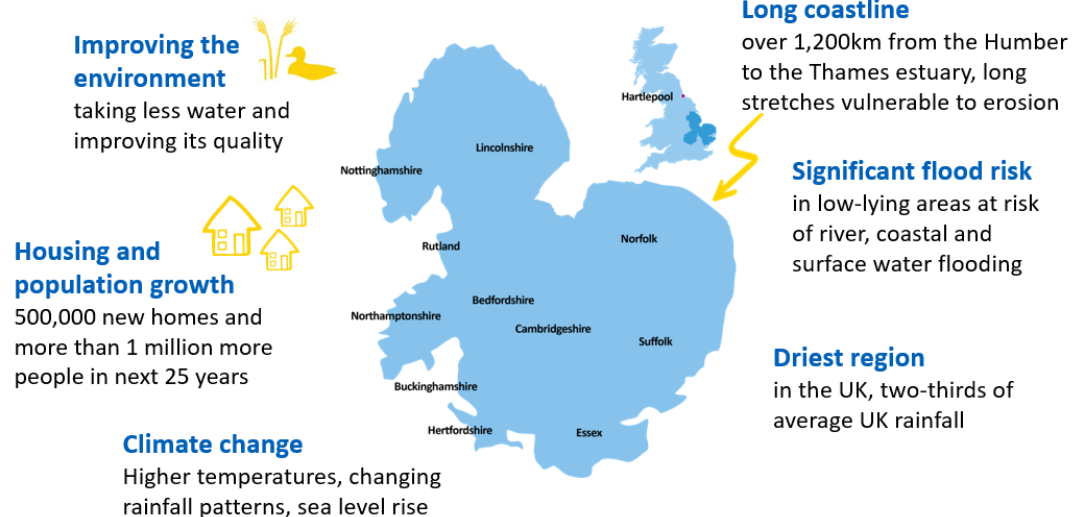 Long coastline
over 1,200km from the Humber
to the Thames estuary, long
stretches vulnerable to erosion
Improving the
environment
taking less water and
improving its quality
Hartlepool
Lincolnshire
Nottinghamshire
Significant flood risk
in low-lying areas at risk
of river, coastal and
surface water flooding
Housing and
population growth
500,000 new homes and
more than 1 million more
people in next 25 years
Rutland
Norfolk
Bedfordshire
Northamptonshire
Cambridgeshire
Suffolk
Buckinghamshire
Hertfordshire
Essex
Driest region
in the UK, two-thirds of
average UK rainfall
Climate change
Higher temperatures, changing
rainfall patterns, sea level rise